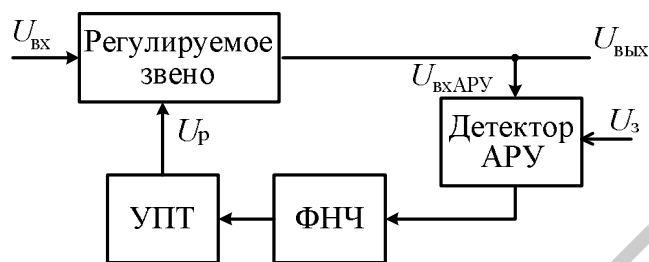 Uвх
Регулируемое
звено
Uвых
UвхАРУ
Uр
Детектор
АРУ
Uз
УПТ
ФНЧ